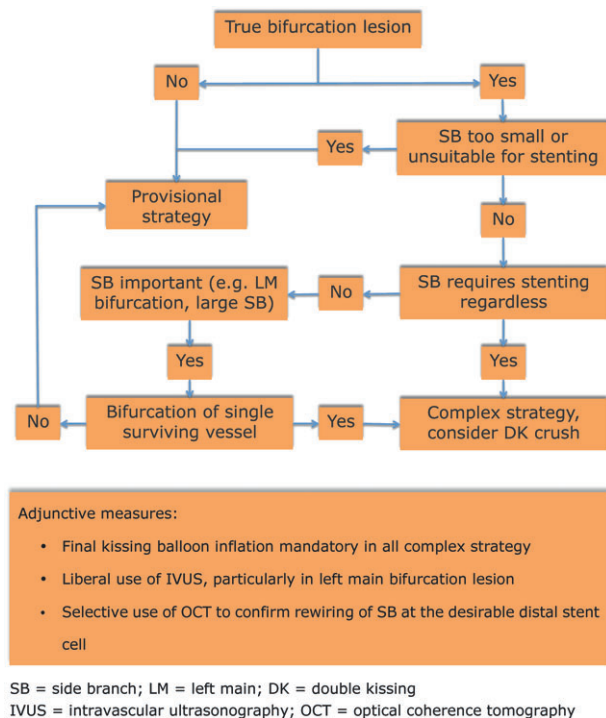 True bifurcation lesion
No
Yes
Yes
SB too small or
unsuitable for stenting
Provisional
strategy
No
SB important (e.g. LM
bifurcation, large SB)
No
SB requires stenting
regardless
Yes
Yes
No
Bifurcation of single
surviving vessel
Yes
Complex strategy,
consider DK crush
Adjunctive measures:
• Final kissing balloon inflation mandatory in all complex strategy
• Liberal use of IVUS, particularly in left main bifurcation lesion
• Selective use of OCT to confirm rewiring of SB at the desirable distal stent
cell
SB = side branch; LM = left main; DK = double kissing
IVUS = intravascular ultrasonography; OCT = optical coherence tomography